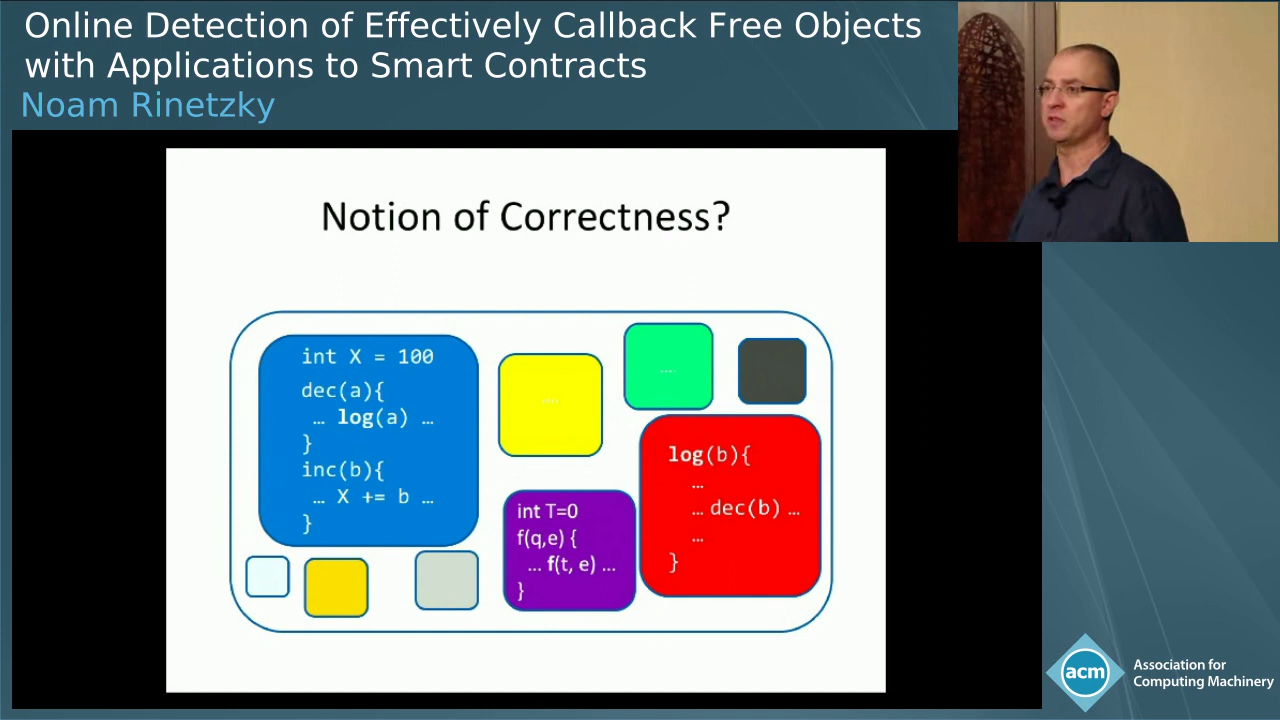 Online Detection of Effectively Callback Free Objects
with Applications to Smart Contracts
Noam Rinetzky
Notion of Correctness?
int X = 100
dec(a){
… log(a) …
}
inc(b){
… X += b …
}
....
....
int T=0
f(q,e) {
… f(t, e) …
}
log(b){
…
… dec(b) …
…
}
acm
Association for
Computing Machinery